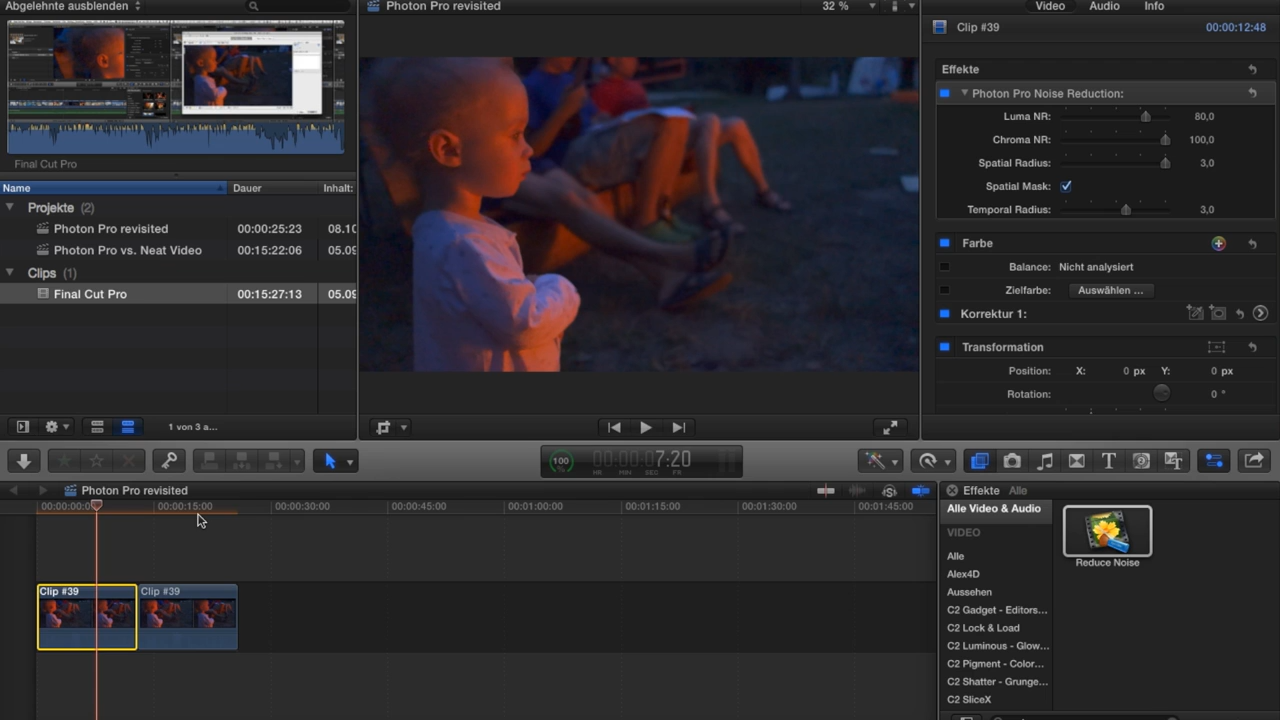 Abgelehnte ausblenden
Photon Pro revisited
32 %
Video Audio Info
Clip #39
00:00:12:48
Effekte
Photon Pro Noise Reduction:
Luma NR: 80,0
Chroma NR: 100,0
Spatial Radius: 3,0
Spatial Mask:
Temporal Radius: 3,0
Final Cut Pro
Name Dauer Inhalt:
Projekte (2)
Photon Pro revisited 00:00:25:23 08.10
Photon Pro vs. Neat Video 00:15:22:06 05.09
Clips (1)
Final Cut Pro 00:15:27:13 05.09
Farbe
Balance: Nicht analysiert
Zielfarbe: Auswählen ...
Korrektur 1:
Transformation
Position: X: 0 px Y: 0 px
Rotation: 0 °
1 von 3 a...
100
00:00:07:20
HR MIN SEC FR
Photon Pro revisited
00:00:00:0
00:00:15:00
00:00:30:00
00:00:45:00
00:01:00:00
00:01:15:00
00:01:30:00
00:01:45:00
Clip #39
Clip #39
Effekte Alle
Alle Video & Audio
VIDEO
Alle
Alex4D
Aussehen
C2 Gadget - Editors...
C2 Lock & Load
C2 Luminous - Glow...
C2 Pigment - Color...
C2 Shatter - Grunge...
C2 SliceX
Reduce Noise